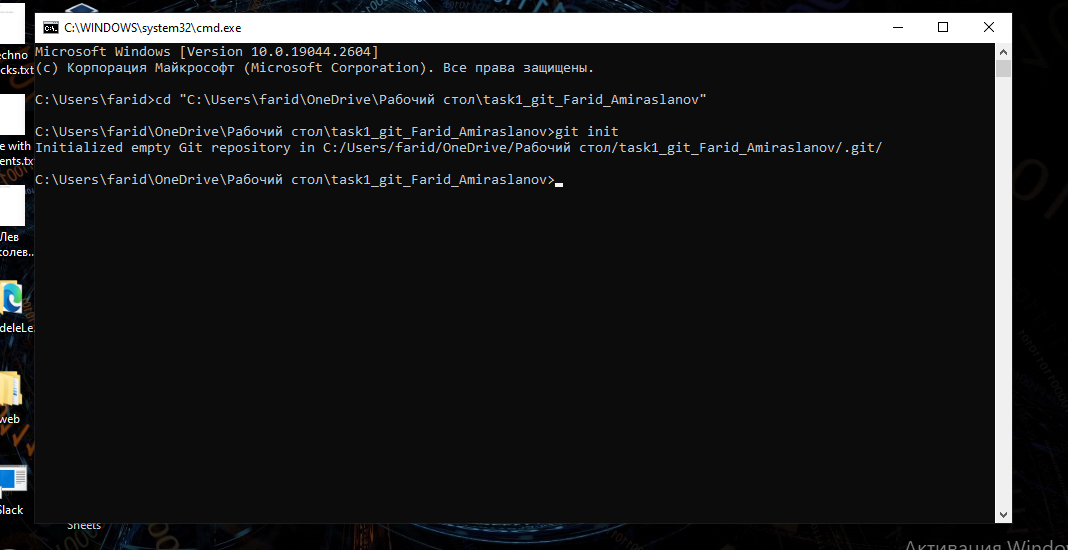 C:\WINDOWS\system32\cmd.exe
Microsoft Windows [Version 10.0.19044.2604]
(c) Корпорация Майкрософт (Microsoft Corporation). Все права защищены.
C:\Users\farid>cd "C:\Users\farid\OneDrive\Рабочий стол\task1_git_Farid_Amiraslanov"
C:\Users\farid\OneDrive\Рабочий стол\task1_git_Farid_Amiraslanov>git init
Initialized empty Git repository in C:/Users/farid/OneDrive/Рабочий стол/task1_git_Farid_Amiraslanov/.git/
C:\Users\farid\OneDrive\Рабочий стол\task1_git_Farid_Amiraslanov>
echno
cks.txt
e with
ents.tx
Лев
колев...
deleLe
web
Slack
Sheets
Активация Windo